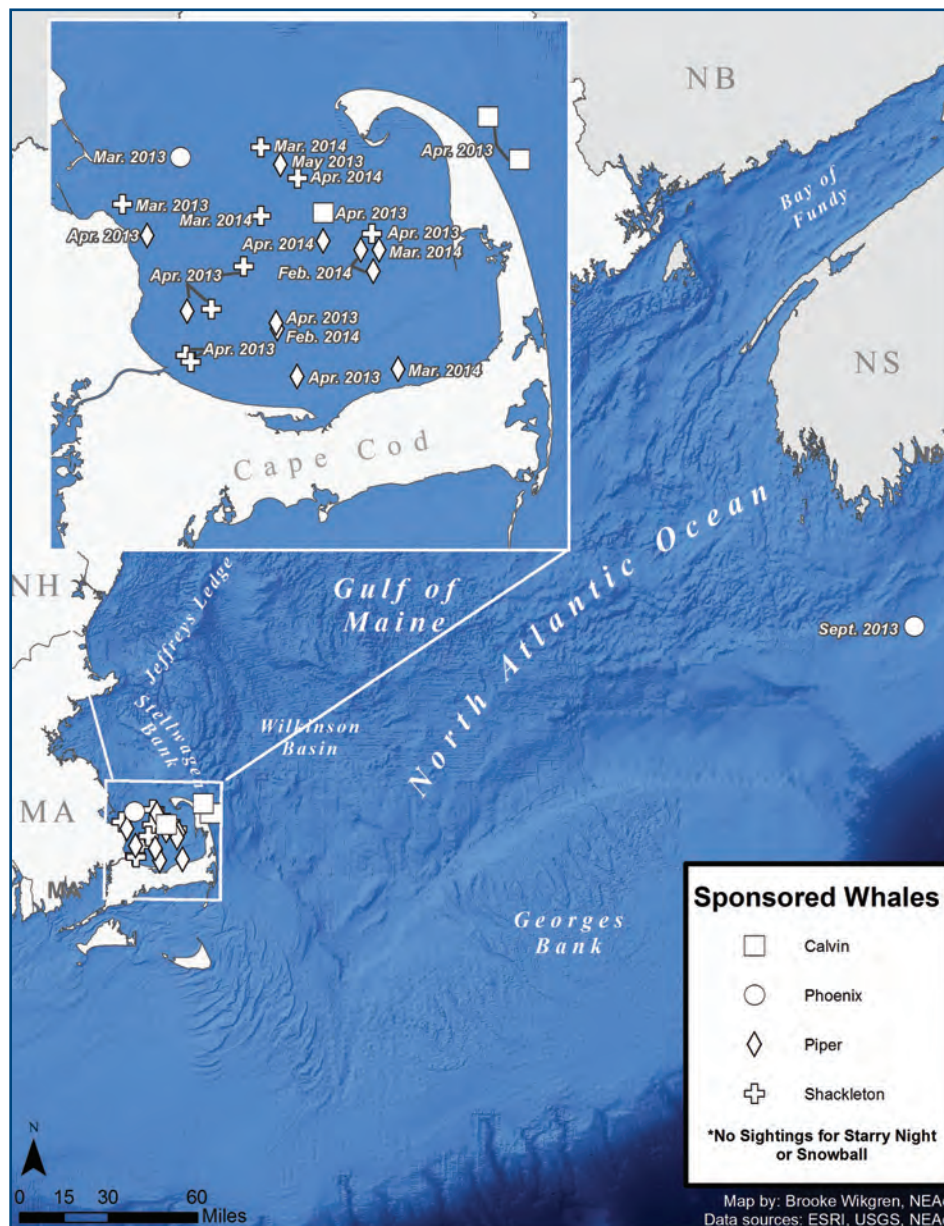 NB
Mar. 2014
Apr. 2013
Mar. 2013
May 2013
Apr. 2014
Bay of
Fundy
Mar. 2013
Mar. 2014
Apr. 2013
Apr. 2013
Apr. 2013
Apr. 2014
Mar. 2014
Apr. 2013
Feb. 2014
Apr. 2013
Feb. 2014
Apr. 2013
Apr. 2013
Mar. 2014
NS
Cape Cod
NH
Jeffreys Ledge
Gulf of
Maine
North Atlantic Ocean
Sept. 2013
Stellwagen
Bank
Wilkinson
Basin
MA
MA
Georges
Bank
Sponsored Whales
Calvin
Phoenix
Piper
Shackleton
*No Sightings for Starry Night
or Snowball
N
0 15 30 60
Miles
Map by: Brooke Wikgren, NEA
Data sources: ESRI, USGS, NEA